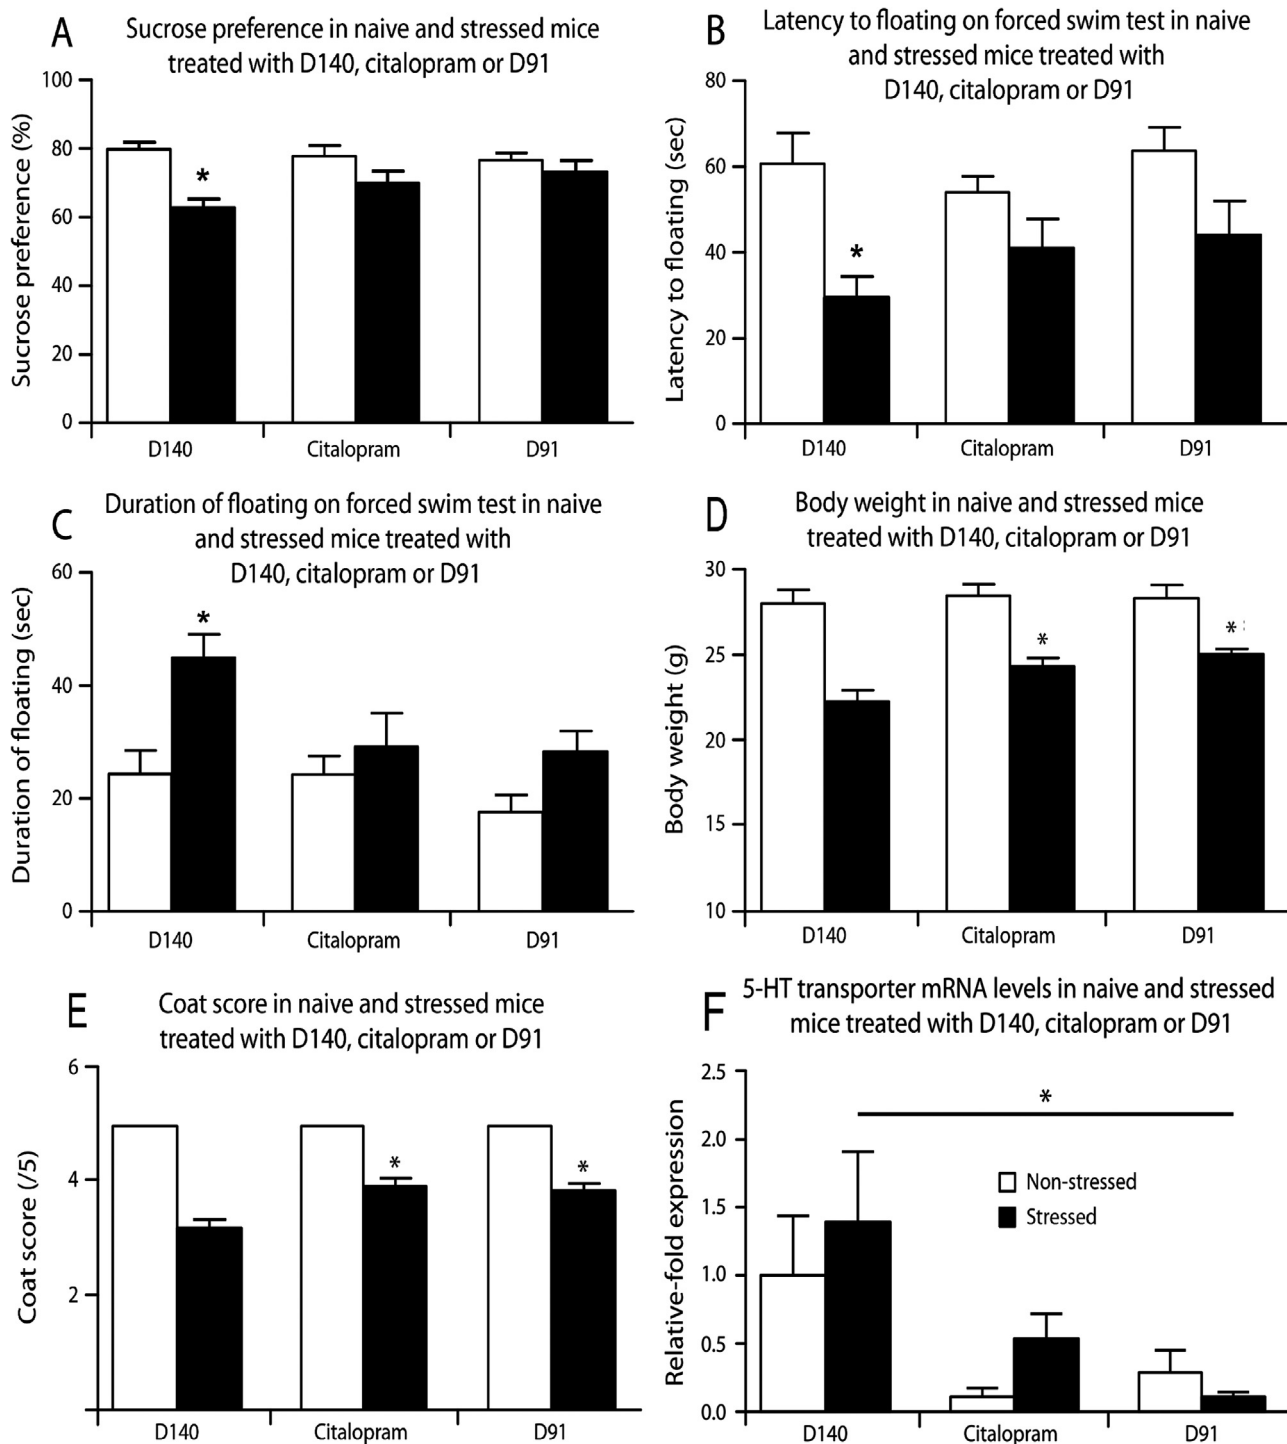 A
Sucrose preference in naive and stressed mice
treated with D140, citalopram or D91
Sucrose preference (%)
100
80
60
40
20
0
*
D140
Citalopram
D91
B
Latency to floating on forced swim test in naive
and stressed mice treated with
D140, citalopram or D91
Latency to floating (sec)
80
60
40
20
0
*
D140
Citalopram
D91
C
Duration of floating on forced swim test in naive
and stressed mice treated with
D140, citalopram or D91
Duration of floating (sec)
60
40
20
0
*
D140
Citalopram
D91
D
Body weight in naive and stressed mice
treated with D140, citalopram or D91
Body weight (g)
30
25
20
15
10
*
*
D140
Citalopram
D91
E
Coat score in naive and stressed mice
treated with D140, citalopram or D91
Coat score (/5)
6
4
2
*
*
D140
Citalopram
D91
F
5-HT transporter mRNA levels in naive and stressed
mice treated with D140, citalopram or D91
Relative-fold expression
2.5
2.0
1.5
1.0
0.5
0.0
*
Non-stressed
Stressed
D140
Citalopram
D91